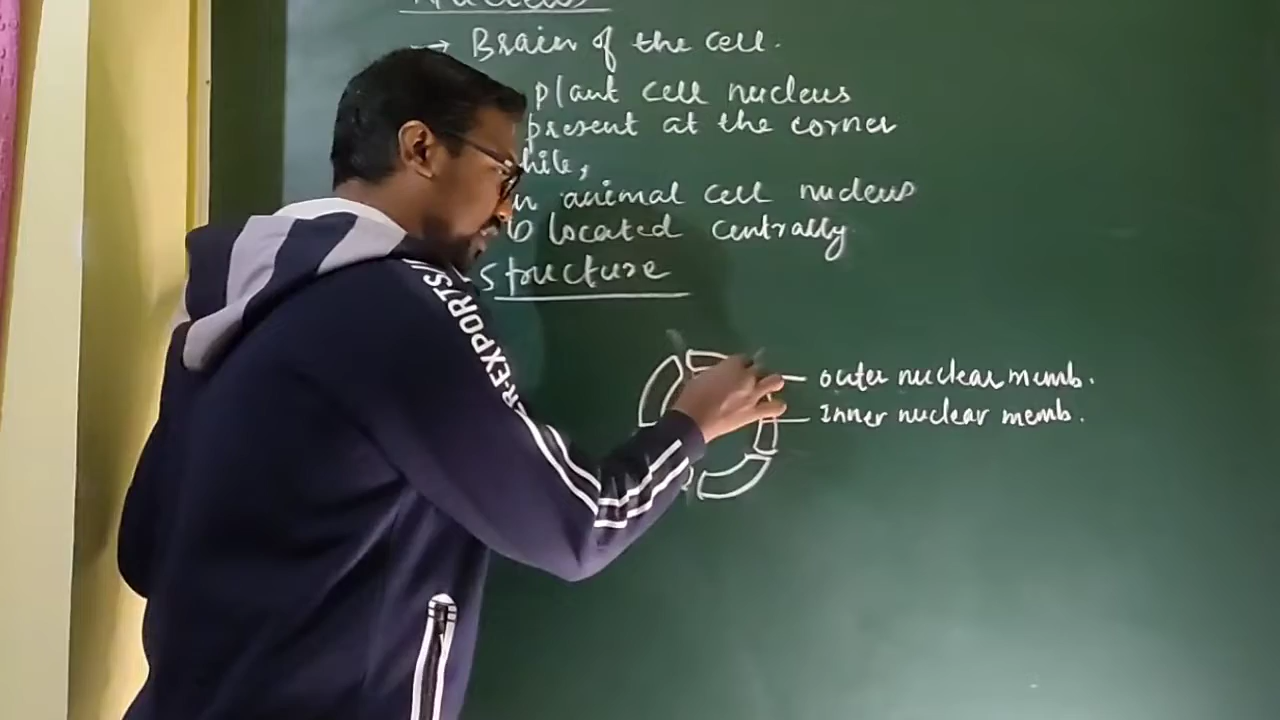 Nucleus
→ Brain of the cell.
plant cell nucleus
present at the corner
hile,
n animal cell nucleus
located centrally
Structure
outer nuclear memb.
Inner nuclear memb.
R-EXPORTS//